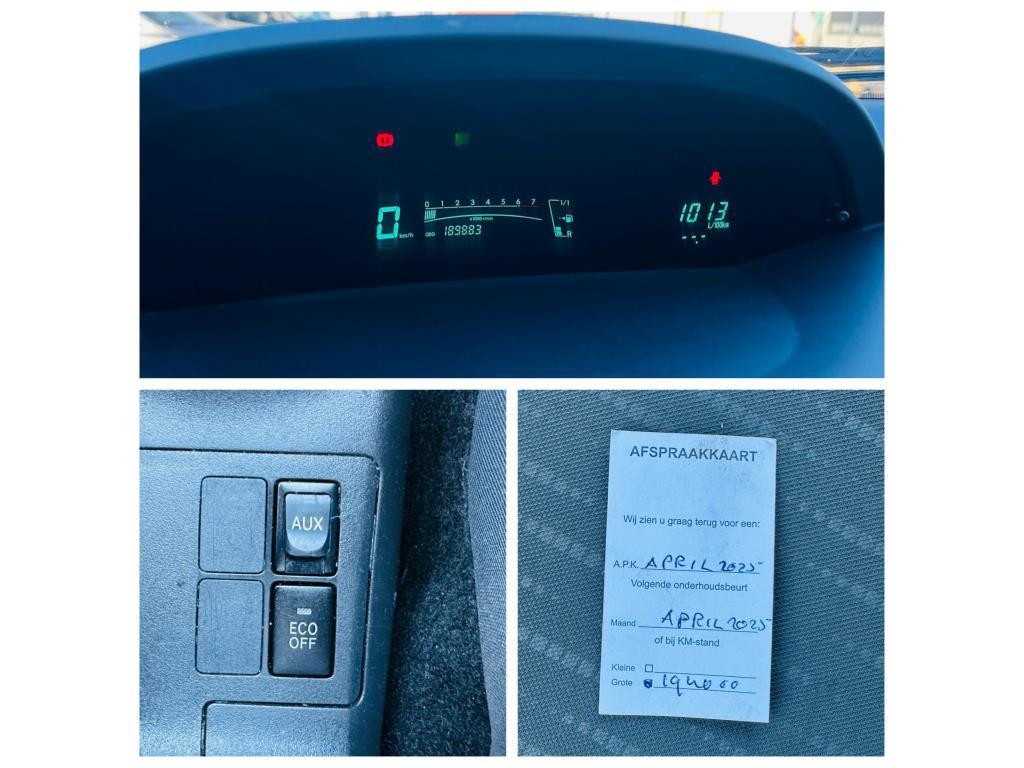 0 1 2 3 4 5 6 7
x1000 r/min
1/1
0 km/h
ODO 189883
R
1013
L/100km
-.-
AUX
ECO
OFF
AFSPRAAKKAART
Wij zien u graag terug voor een:
A.P.K. APRIL 2025
Volgende onderhoudsbeurt
Maand APRIL 2025
of bij KM-stand
Kleine
Grote 194000